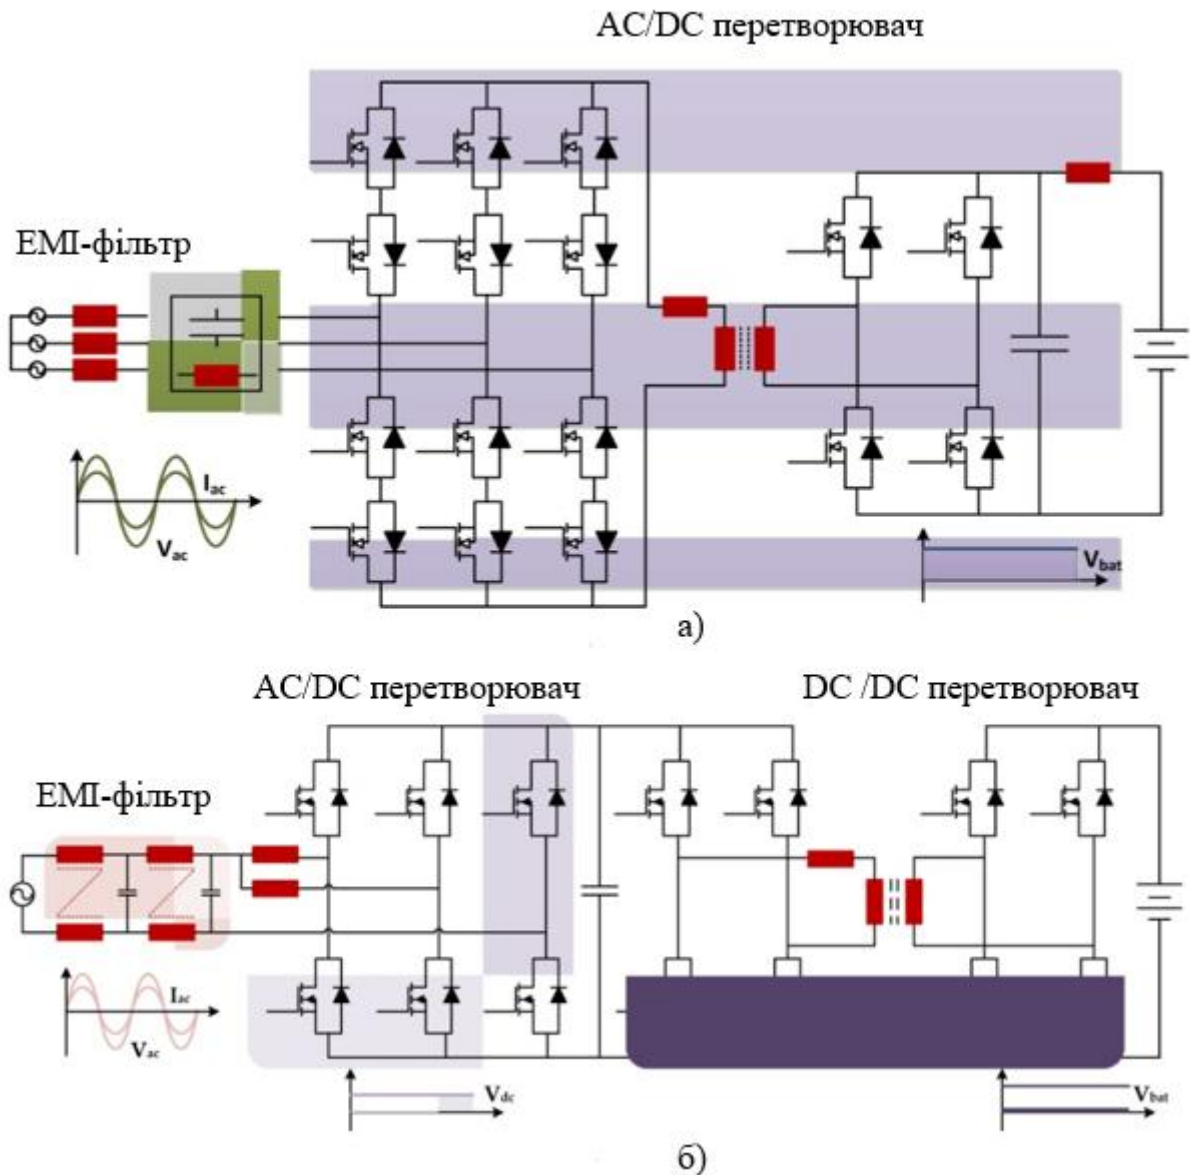 AC/DC перетворювач
EMI-фільтр
Iac
Vac
Vbat
а)
AC/DC перетворювач
DC /DC перетворювач
EMI-фільтр
Iac
Vac
Vdc
Vbat
б)